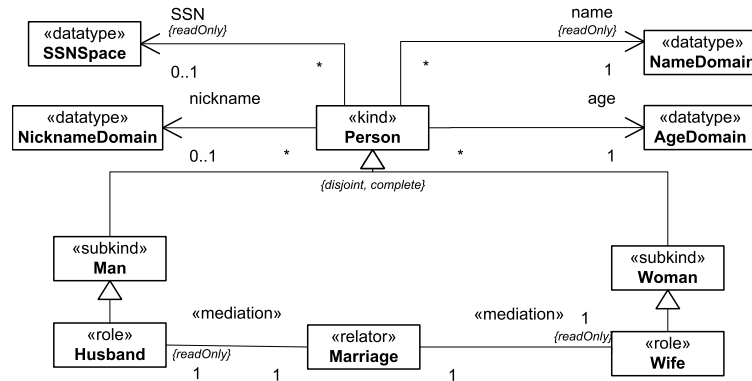 SSN
{readOnly}
name
{readOnly}
«datatype»
SSNSpace
0..1
*
*
1
«datatype»
NameDomain
nickname
age
«datatype»
NicknameDomain
«kind»
Person
«datatype»
AgeDomain
0..1
*
*
1
{disjoint, complete}
«subkind»
Man
«subkind»
Woman
«mediation»
«mediation»
1
{readOnly}
«role»
Husband
{readOnly}
1
1
«relator»
Marriage
1
«role»
Wife